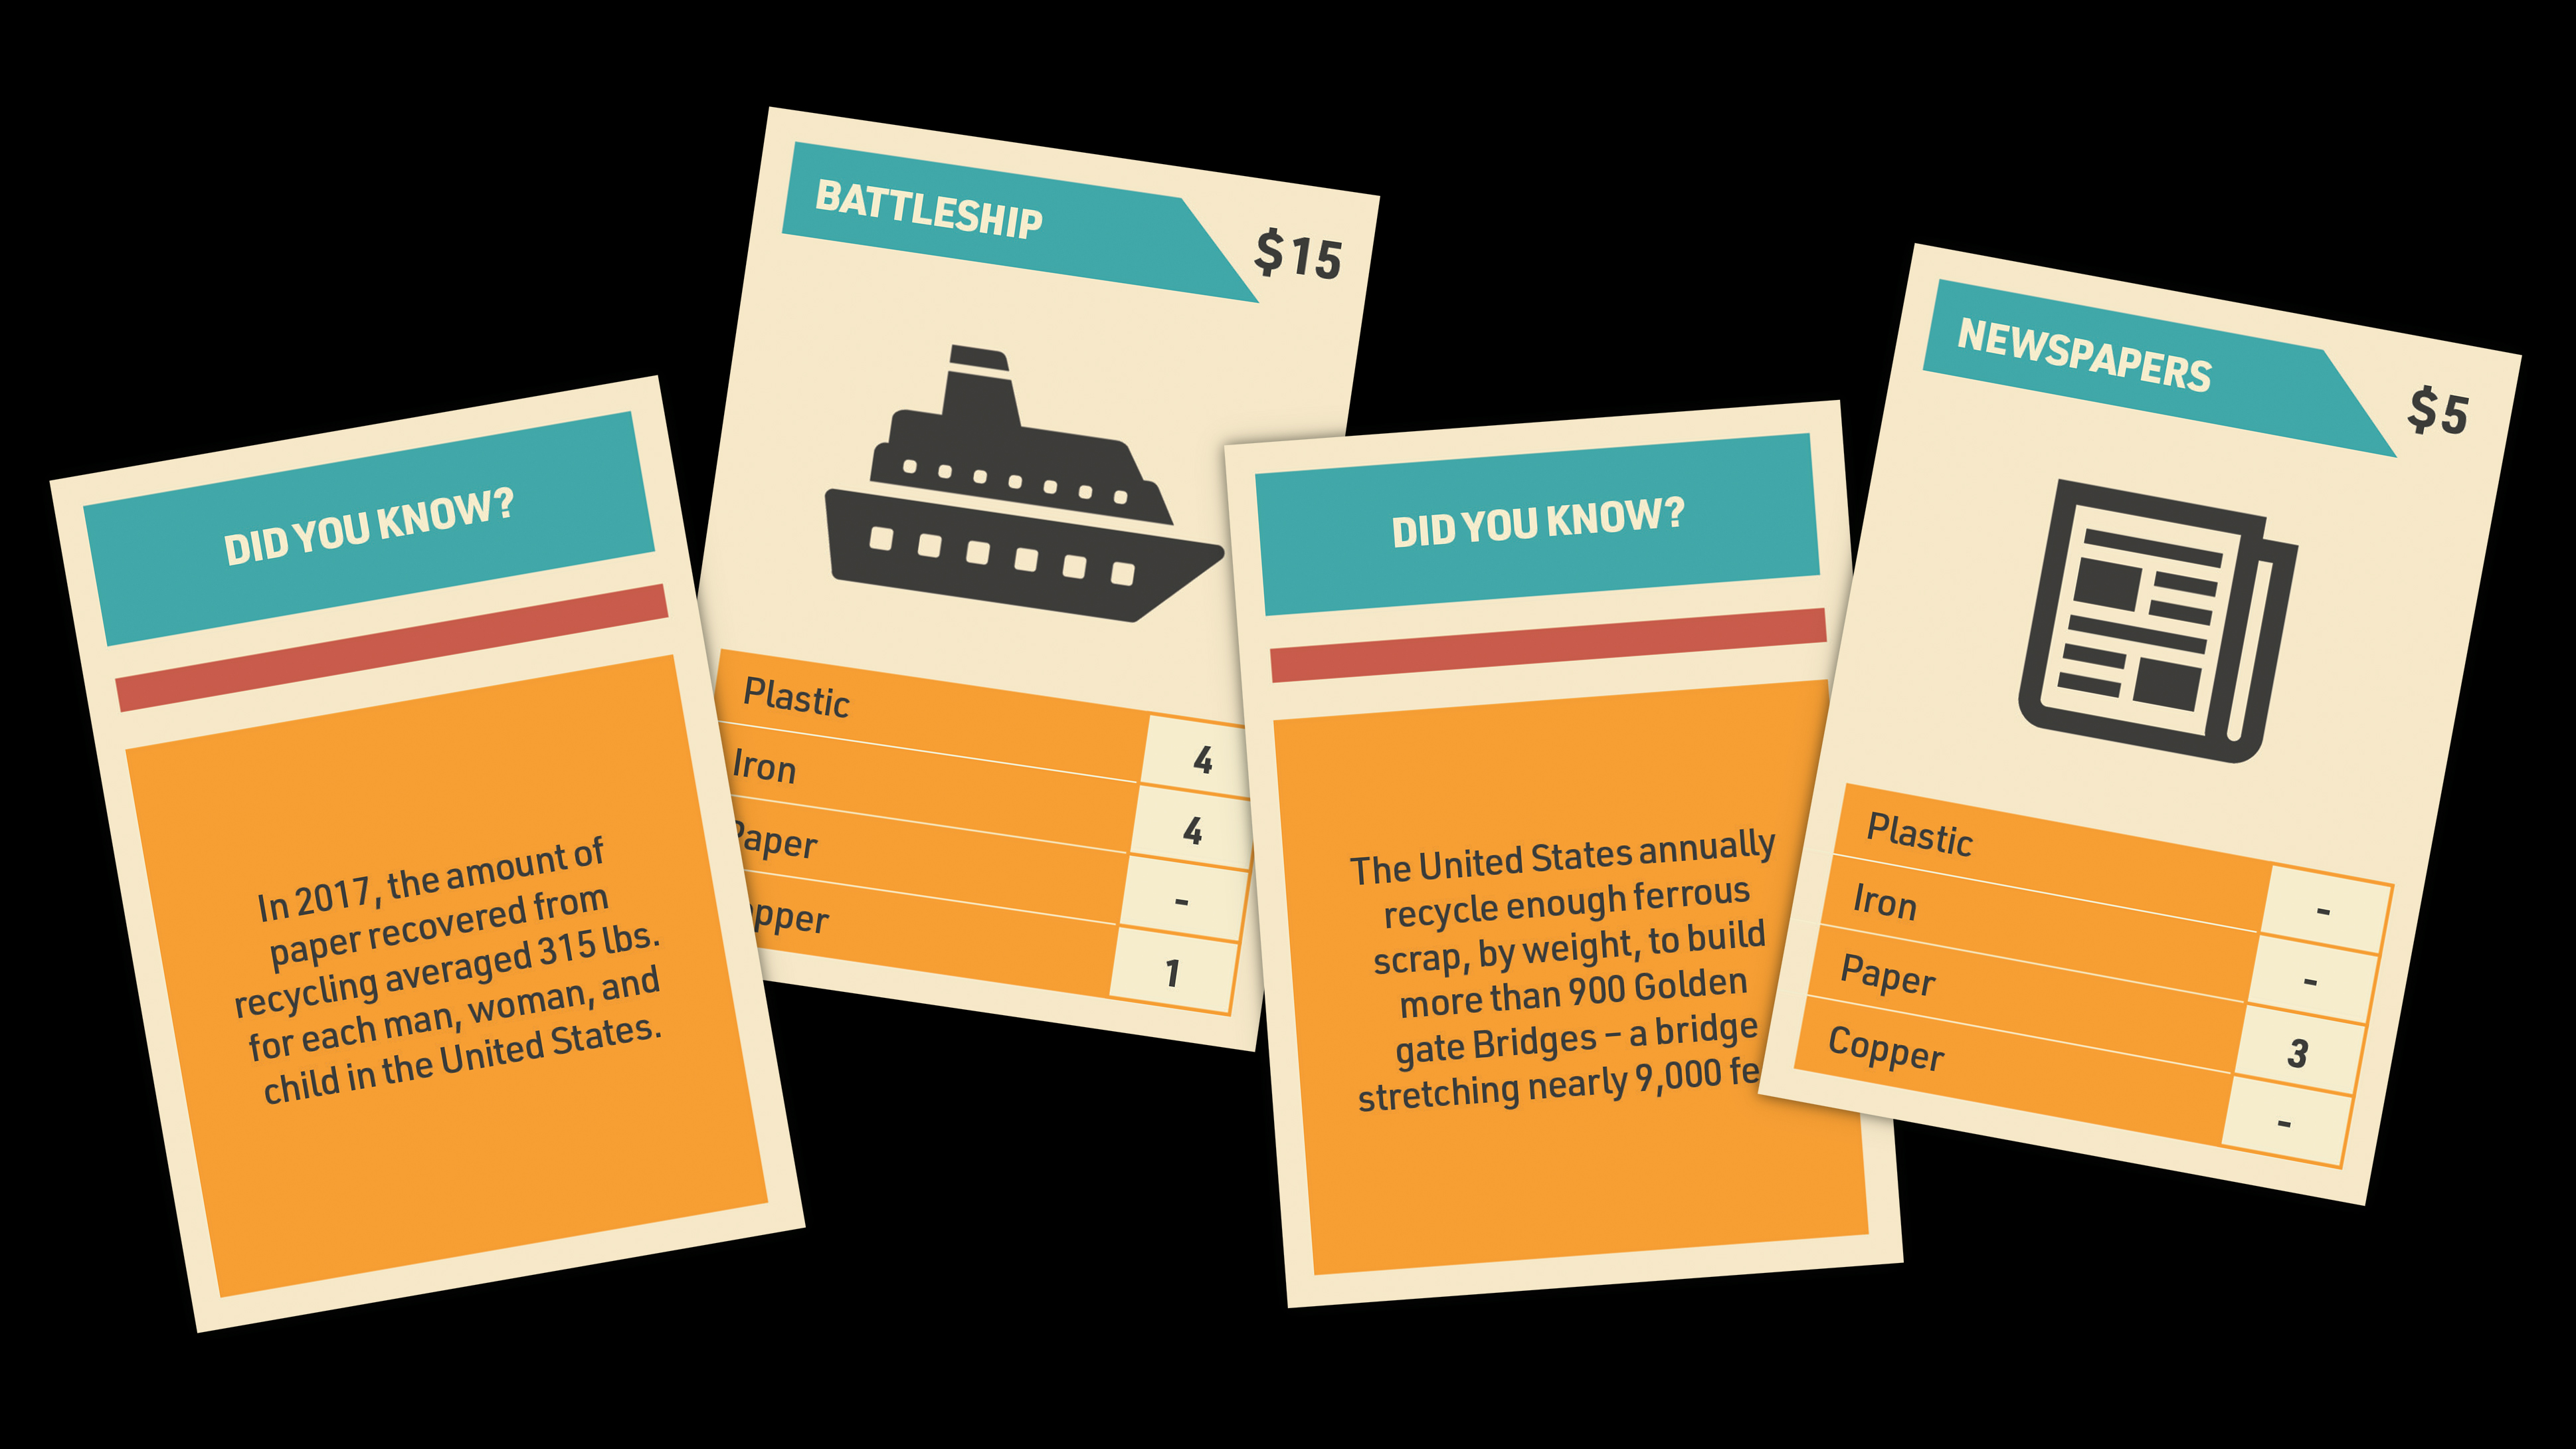 DID YOU KNOW?
In 2017, the amount of
paper recovered from
recycling averaged 315 lbs.
for each man, woman, and
child in the United States.
BATTLESHIP
$15
Plastic 4
Iron 4
-
1
DID YOU KNOW?
The United States annually
recycle enough ferrous
scrap, by weight, to build
more than 900 Golden
gate Bridges – a bridge
stretching nearly 9,000
NEWSPAPERS
$5
Plastic -
Iron -
Paper 3
Copper -